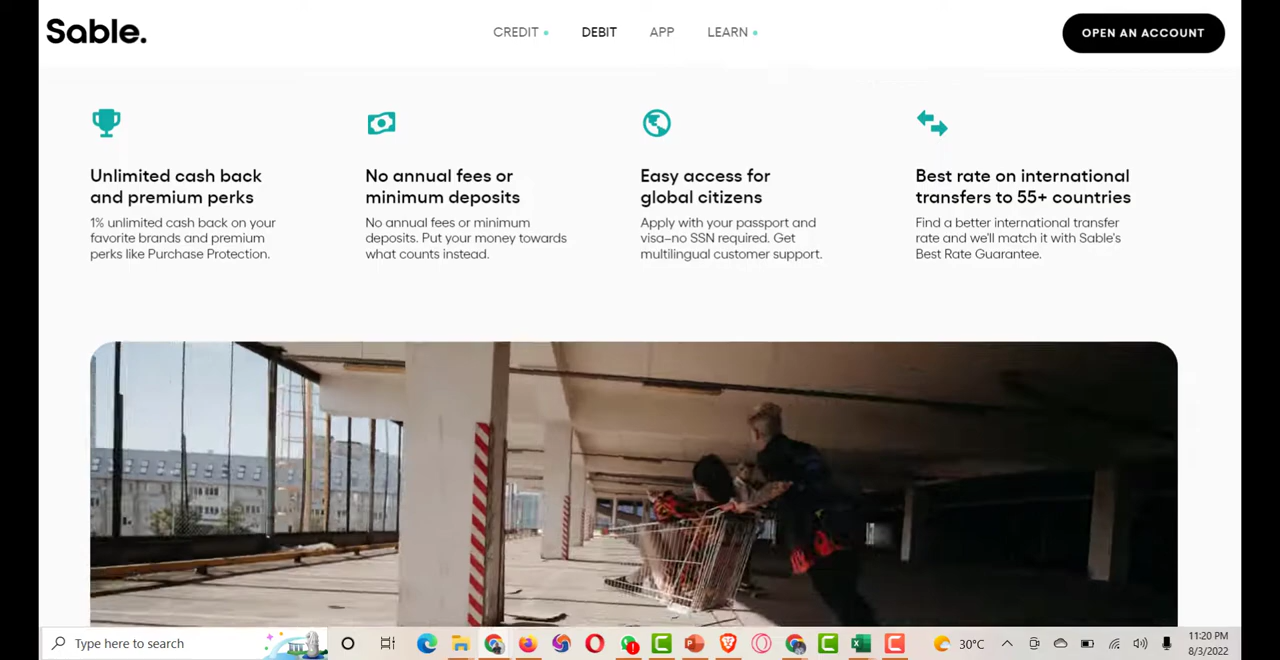 Sable.
CREDIT
DEBIT
APP
LEARN
OPEN AN ACCOUNT
Unlimited cash back
and premium perks
1% unlimited cash back on your
favorite brands and premium
perks like Purchase Protection.
No annual fees or
minimum deposits
No annual fees or minimum
deposits. Put your money towards
what counts instead.
Easy access for
global citizens
Apply with your passport and
visa–no SSN required. Get
multilingual customer support.
Best rate on international
transfers to 55+ countries
Find a better international transfer
rate and we'll match it with Sable's
Best Rate Guarantee.
Type here to search
30°C
11:20 PM
8/3/2022